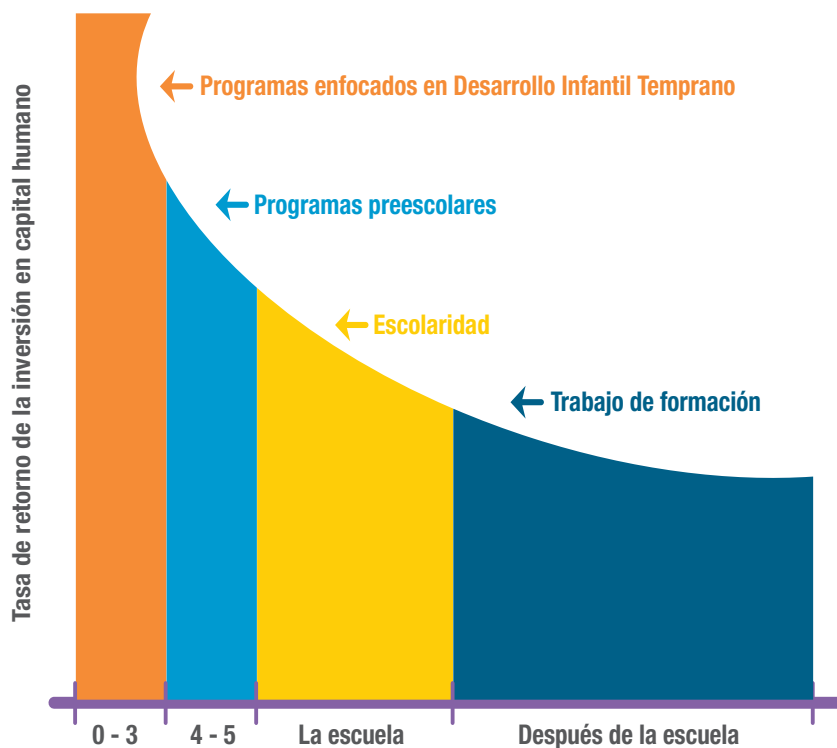 Tasa de retorno de la inversión en capital humano
Programas enfocados en Desarrollo Infantil Temprano
Programas preescolares
Escolaridad
Trabajo de formación
0 - 3
4 - 5
La escuela
Después de la escuela